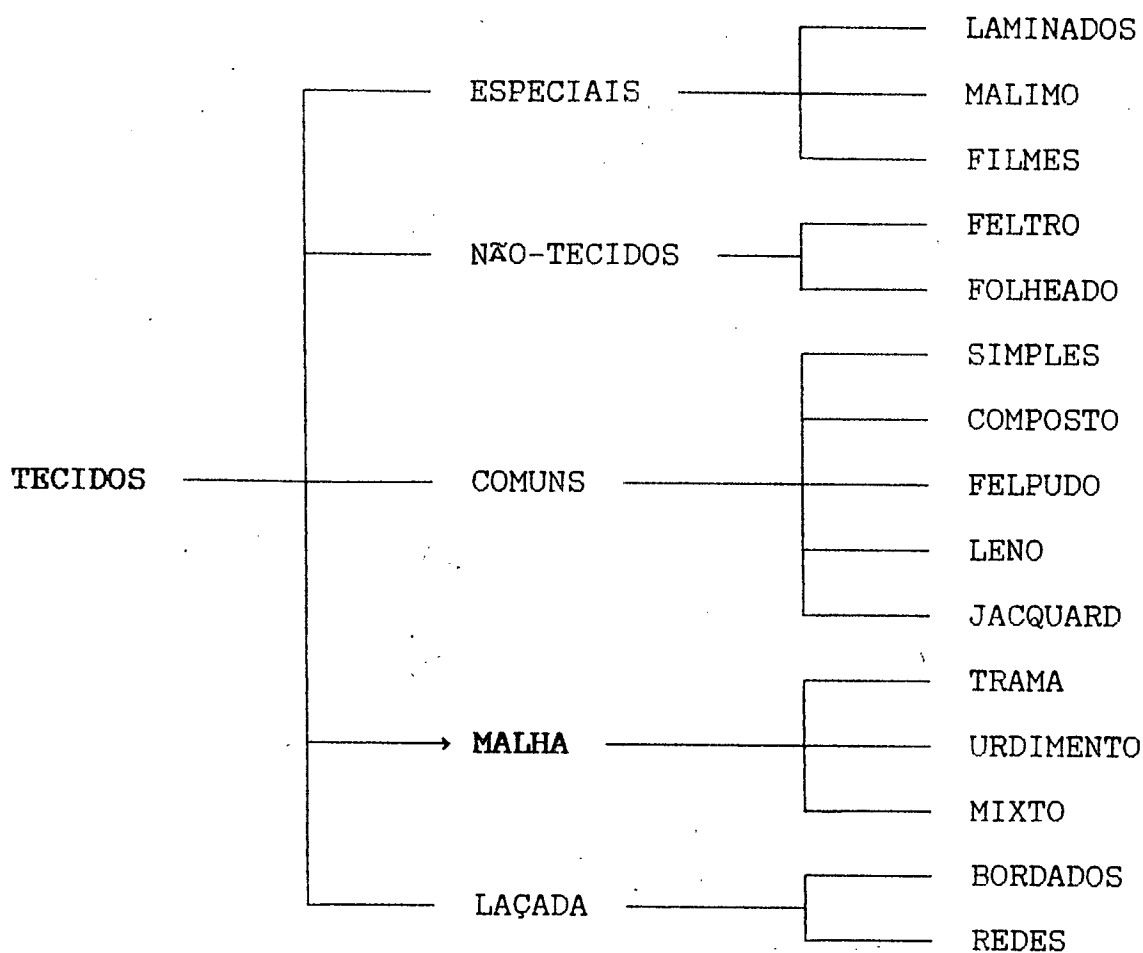 LAMINADOS
ESPECIAIS
MALIMO
FILMES
FELTRO
NÃO-TECIDOS
FOLHEADO
SIMPLES
COMPOSTO
TECIDOS
COMUNS
FELPUDO
LENO
JACQUARD
TRAMA
MALHA
URDIMENTO
MIXTO
BORDADOS
LAÇADA
REDES